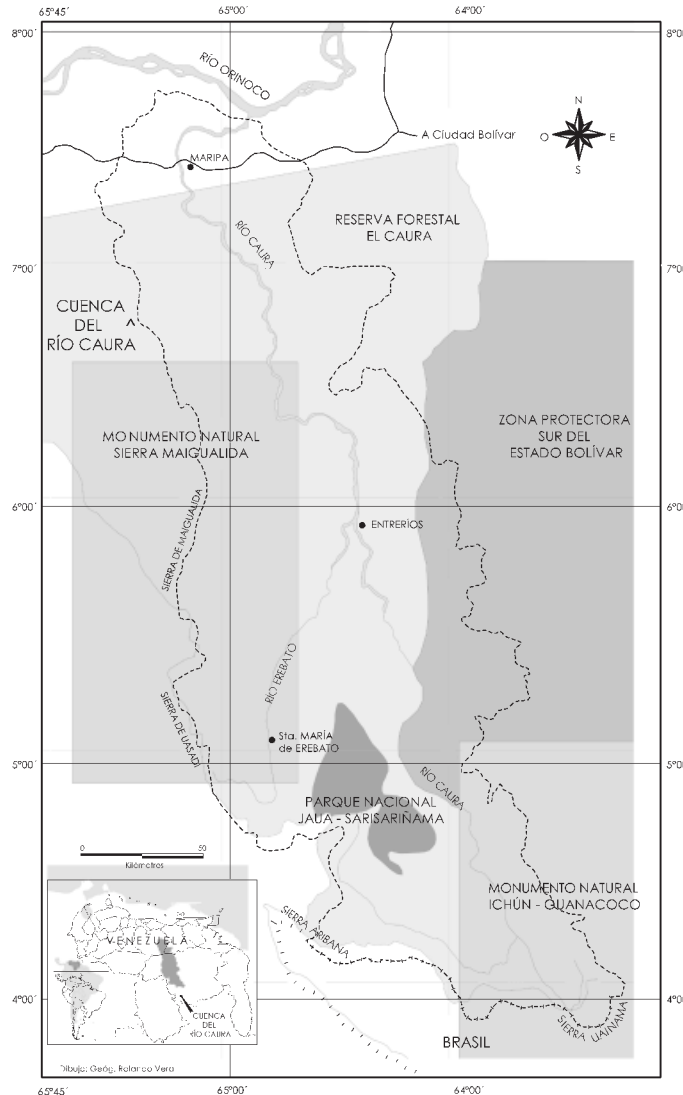 65°45´
65°00´
64°00´
8°00´
8°00´
RÍO ORINOCO
N
O
E
S
A Ciudad Bolívar
MARIPA
RÍO CAURA
RESERVA FORESTAL
EL CAURA
7°00´
7°00´
CUENCA
DEL
RÍO CAURA
MONUMENTO NATURAL
SIERRA MAIGUALIDA
ZONA PROTECTORA
SUR DEL
ESTADO BOLÍVAR
6°00´
6°00´
ENTRERÍOS
SIERRA DE MAIGUALIDA
RÍO EREBATO
SIERRA DE UASADI
Sta. MARÍA
de EREBATO
5°00´
5°00´
RÍO CAURA
PARQUE NACIONAL
JAUA - SARISARIÑAMA
0
50
Kilómetros
MONUMENTO NATURAL
ICHÚN - GUANACOCO
SIERRA ARIBANA
VENEZUELA
4°00´
4°00´
CUENCA
DEL
RÍO CAURA
SIERRA UAINAMA
BRASIL
Dibujo: Geóg. Rolando Vera
65°45´
65°00´
64°00´